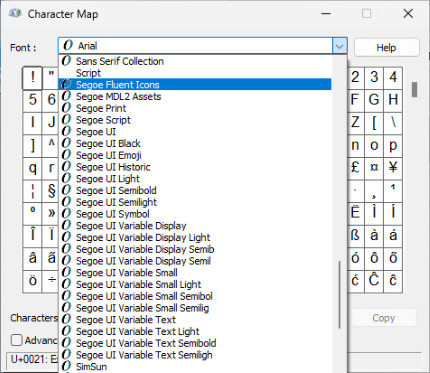 Character Map
Font :
Arial
Help
Sans Serif Collection
Script
Segoe Fluent Icons
Segoe MDL2 Assets
Segoe Print
Segoe Script
Segoe UI
Segoe UI Black
Segoe UI Emoji
Segoe UI Historic
Segoe UI Light
Segoe UI Semibold
Segoe UI Semilight
Segoe UI Symbol
Segoe UI Variable Display
Segoe UI Variable Display Light
Segoe UI Variable Display Semib
Segoe UI Variable Display Semil
Segoe UI Variable Small
Segoe UI Variable Small Light
Segoe UI Variable Small Semibol
Segoe UI Variable Small Semilig
Segoe UI Variable Text
Segoe UI Variable Text Light
Segoe UI Variable Text Semibold
Segoe UI Variable Text Semiligh
SimSun
! " 2 3 4
5 6 F G H
I J Z [ \
] ^ n o p
q r £ ¤ ¥
¦ § · ¸ ¹
º » Ë Ì Í
Î Ï ß à á
â ã ó ô õ
ö ÷ ć Ĉ ĉ
Characters
Copy
Advan
U+0021: E